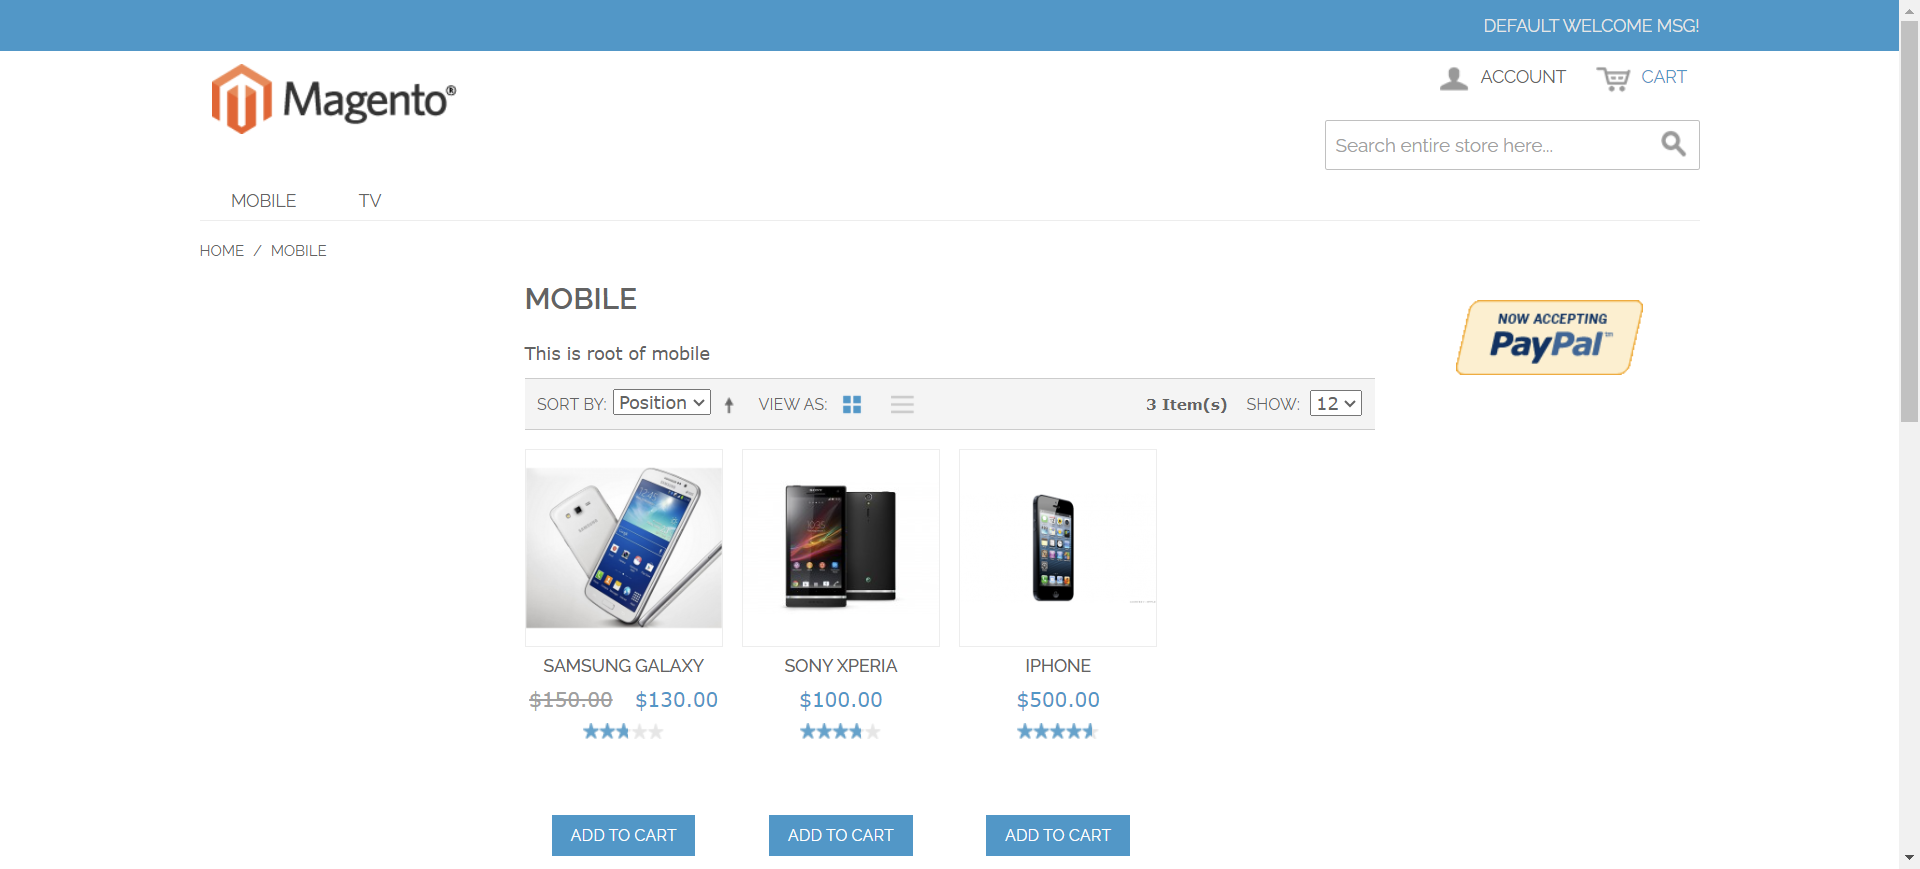 DEFAULT WELCOME MSG!
Magento®
ACCOUNT
CART
Search entire store here...
MOBILE TV
HOME / MOBILE
MOBILE
NOW ACCEPTING
PayPal
This is root of mobile
SORT BY: Position VIEW AS: 3 Item(s) SHOW: 12
SAMSUNG GALAXY
$150.00 $130.00
ADD TO CART
SONY XPERIA
$100.00
ADD TO CART
IPHONE
$500.00
ADD TO CART